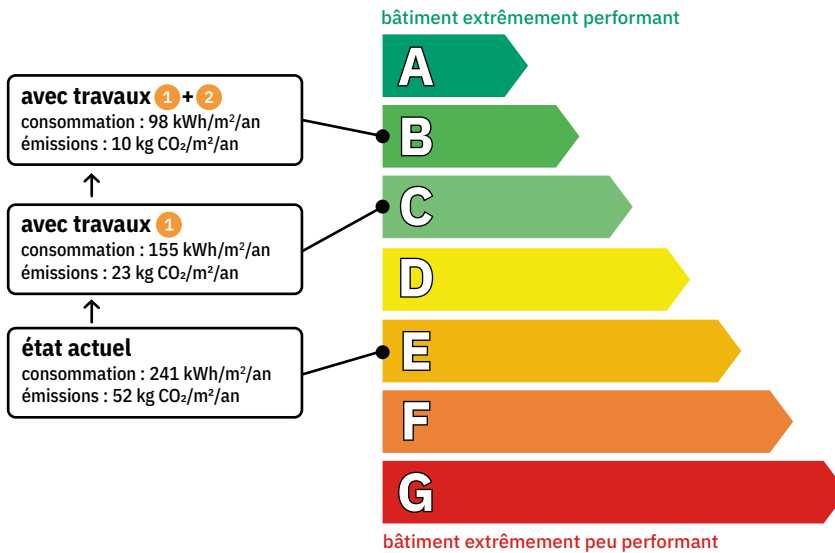 bâtiment extrêmement performant
A
avec travaux 1 + 2
consommation : 98 kWh/m²/an
émissions : 10 kg CO₂/m²/an
B
avec travaux 1
consommation : 155 kWh/m²/an
émissions : 23 kg CO₂/m²/an
C
D
état actuel
consommation : 241 kWh/m²/an
émissions : 52 kg CO₂/m²/an
E
F
G
bâtiment extrêmement peu performant